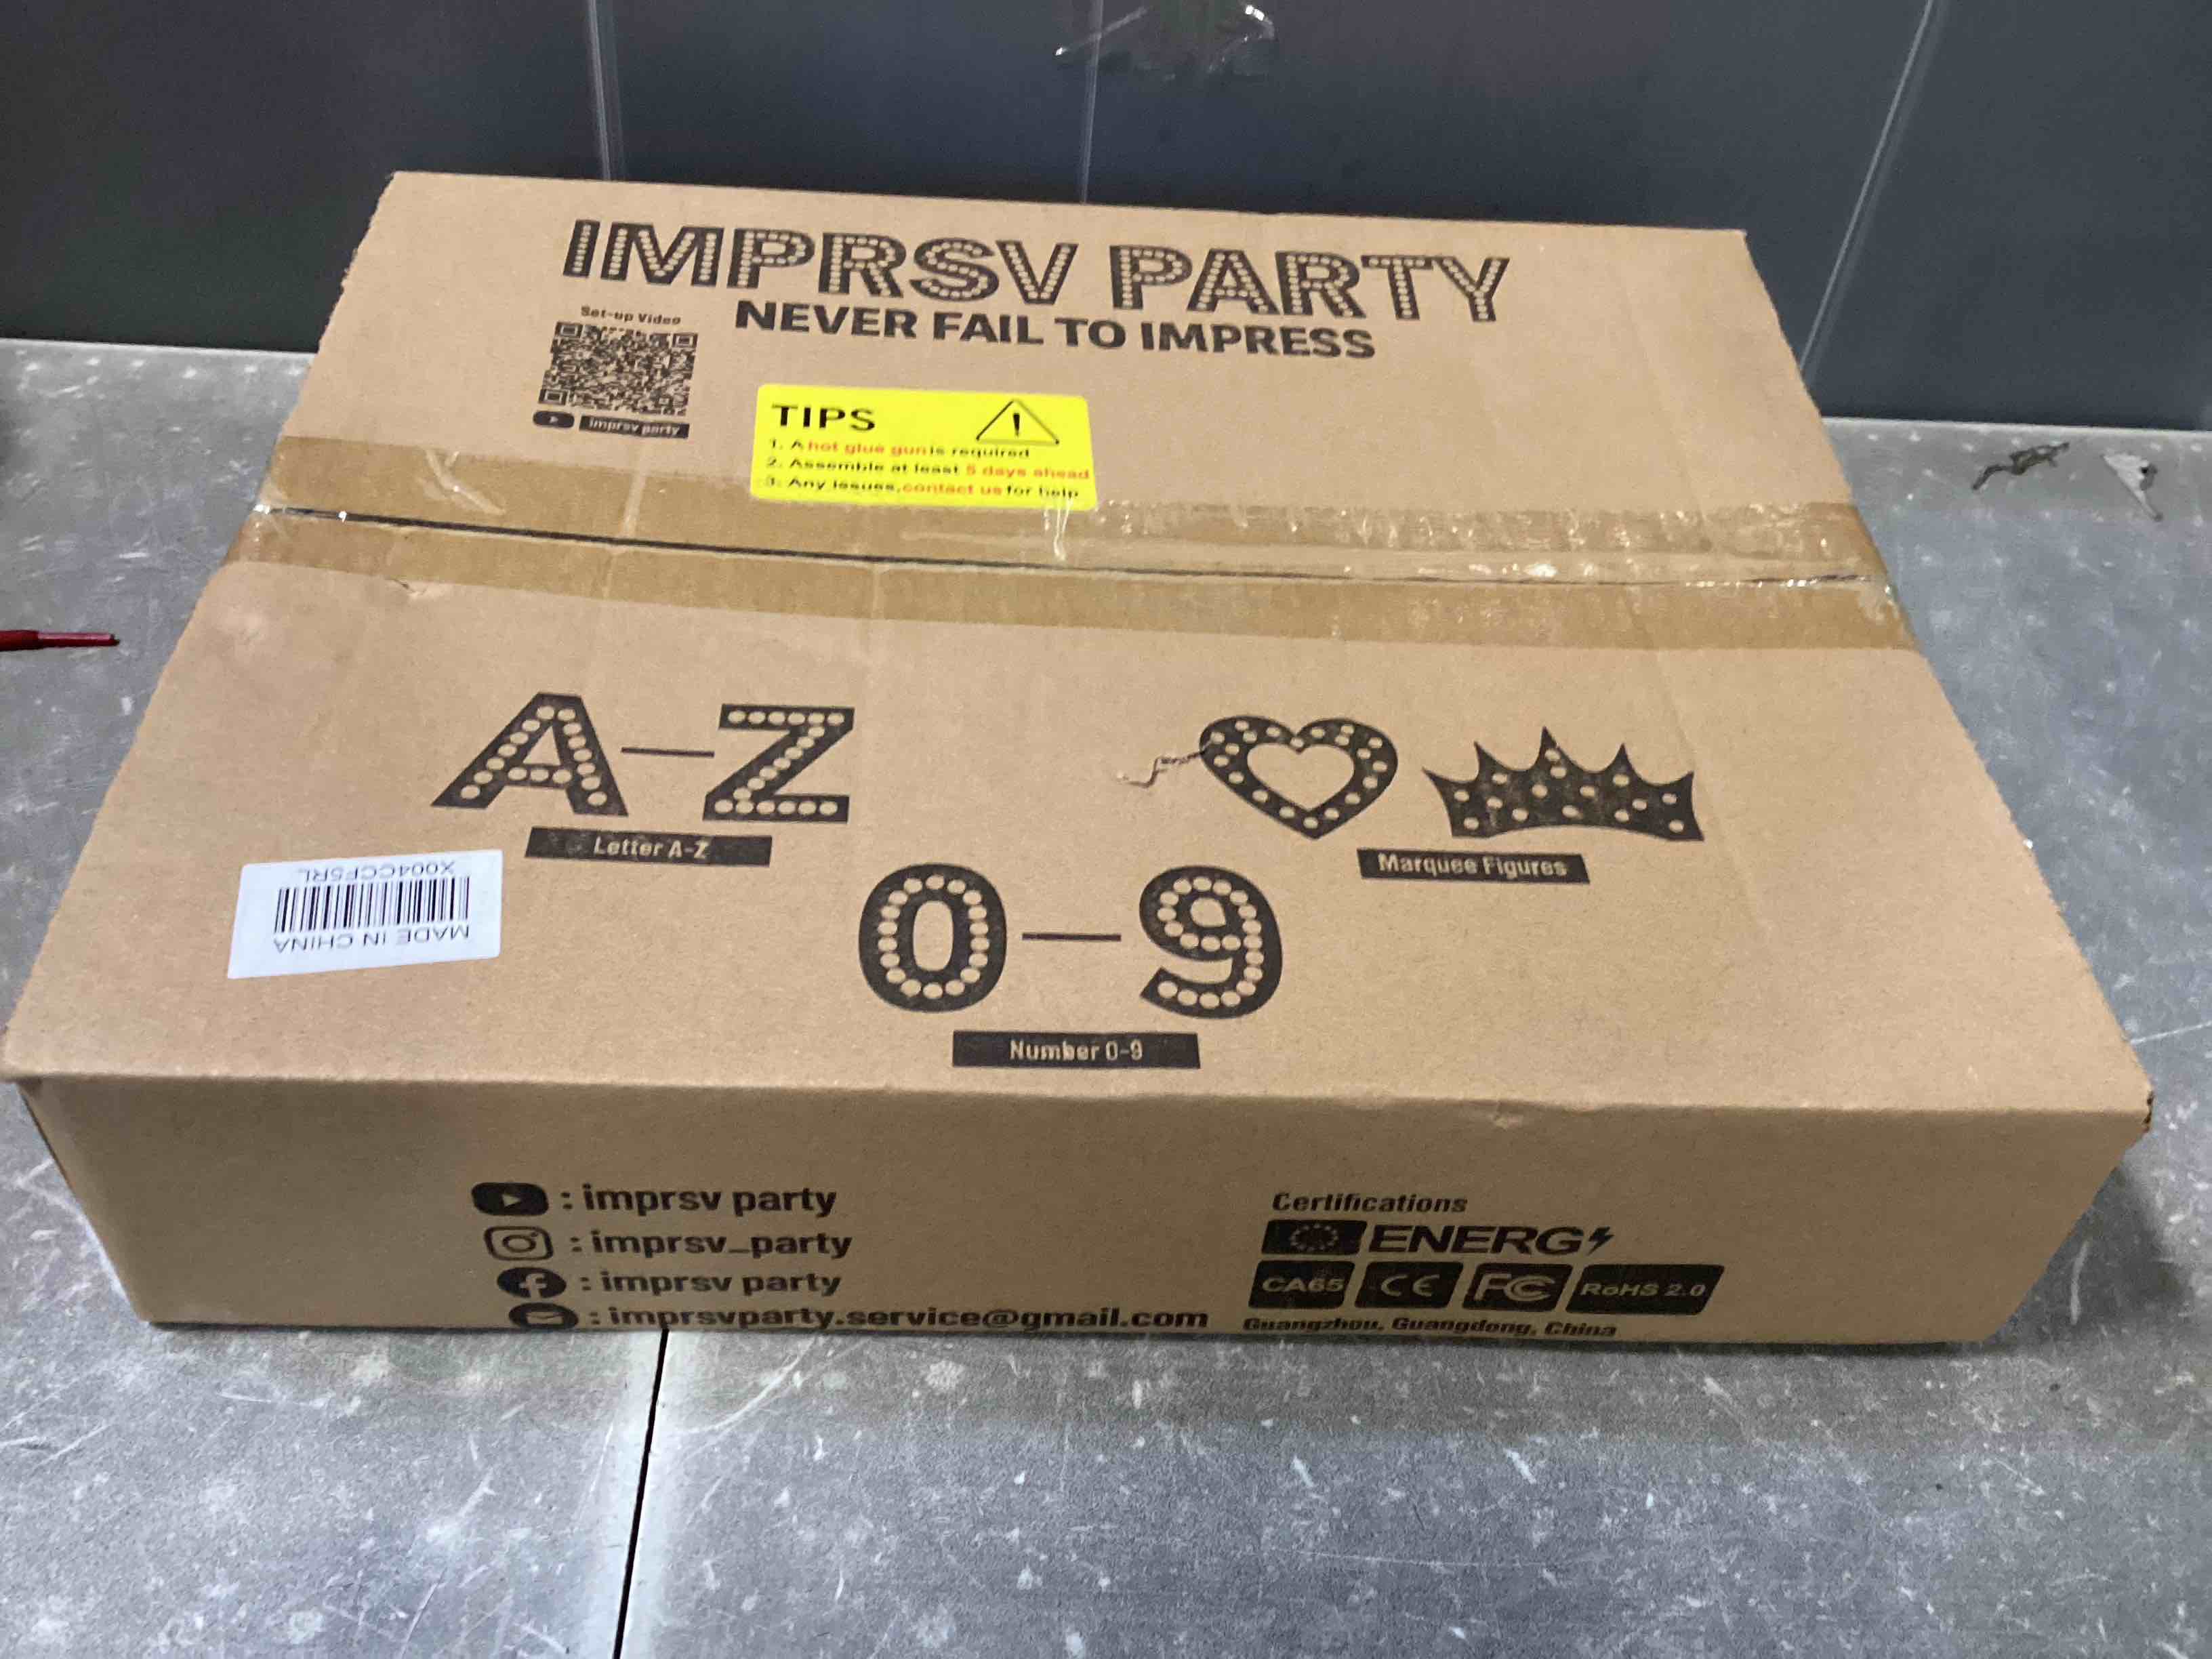 IMPRSV PARTY
NEVER FAIL TO IMPRESS
Set-up Video
imprsv party
TIPS
1. A hot glue gun is required
2. Assemble at least 5 days ahead
3. Any issues, contact us for help
A-Z
Letter A-Z
Marquee Figures
0-9
Number 0-9
X004CCF5RL
MADE IN CHINA
: imprsv party
: imprsv_party
: imprsv party
: imprsvparty.service@gmail.com
Certifications
ENERG
CA65 CE FC RoHS 2.0
Guangzhou, Guangdong, China